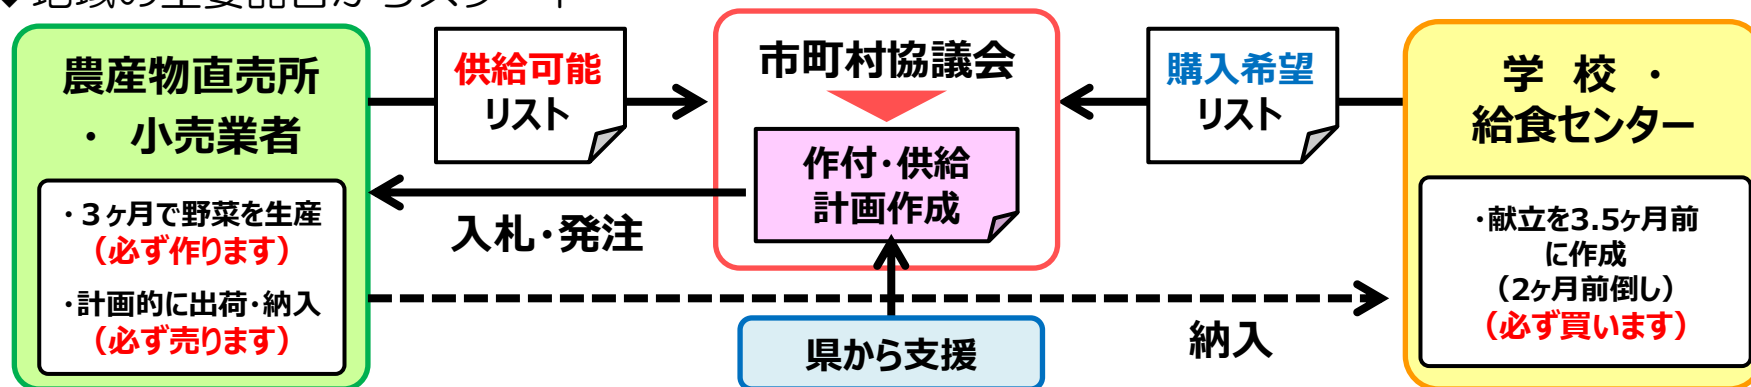 農産物直売所
・ 小売業者
・３ヶ月で野菜を生産
（必ず作ります）
・計画的に出荷・納入
（必ず売ります）
供給可能
リスト
入札・発注
市町村協議会
作付・供給
計画作成
県から支援
購入希望
リスト
納入
学 校 ・
給食センター
・献立を3.5ヶ月前
に作成
（2ヶ月前倒し）
（必ず買います）